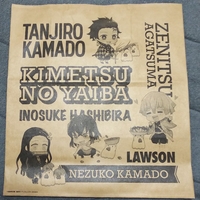 TANJIRO
KAMADO
ZENITSU
AGATSUMA
KIMETSU
NO YAIBA
INOSUKE HASHIBIRA
LAWSON
NEZUKO KAMADO